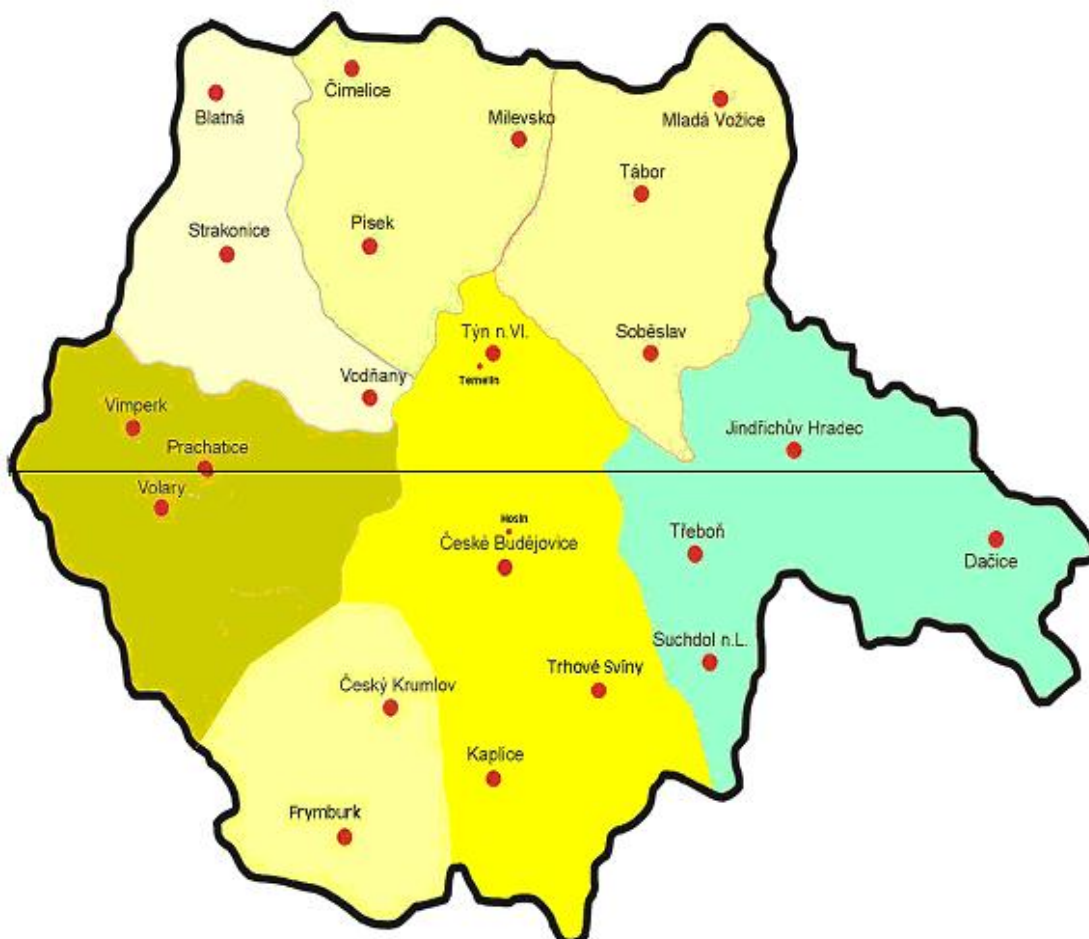 Čimelice
Blatná
Mladá Vožice
Milevsko
Tábor
Písek
Strakonice
Týn n.Vl.
Soběslav
Temelín
Vodňany
Vimperk
Jindřichův Hradec
Prachatice
Volary
Hosín
Třeboň
České Budějovice
Dačice
Suchdol n.L.
Trhové Svíny
Český Krumlov
Kaplice
Frymburk